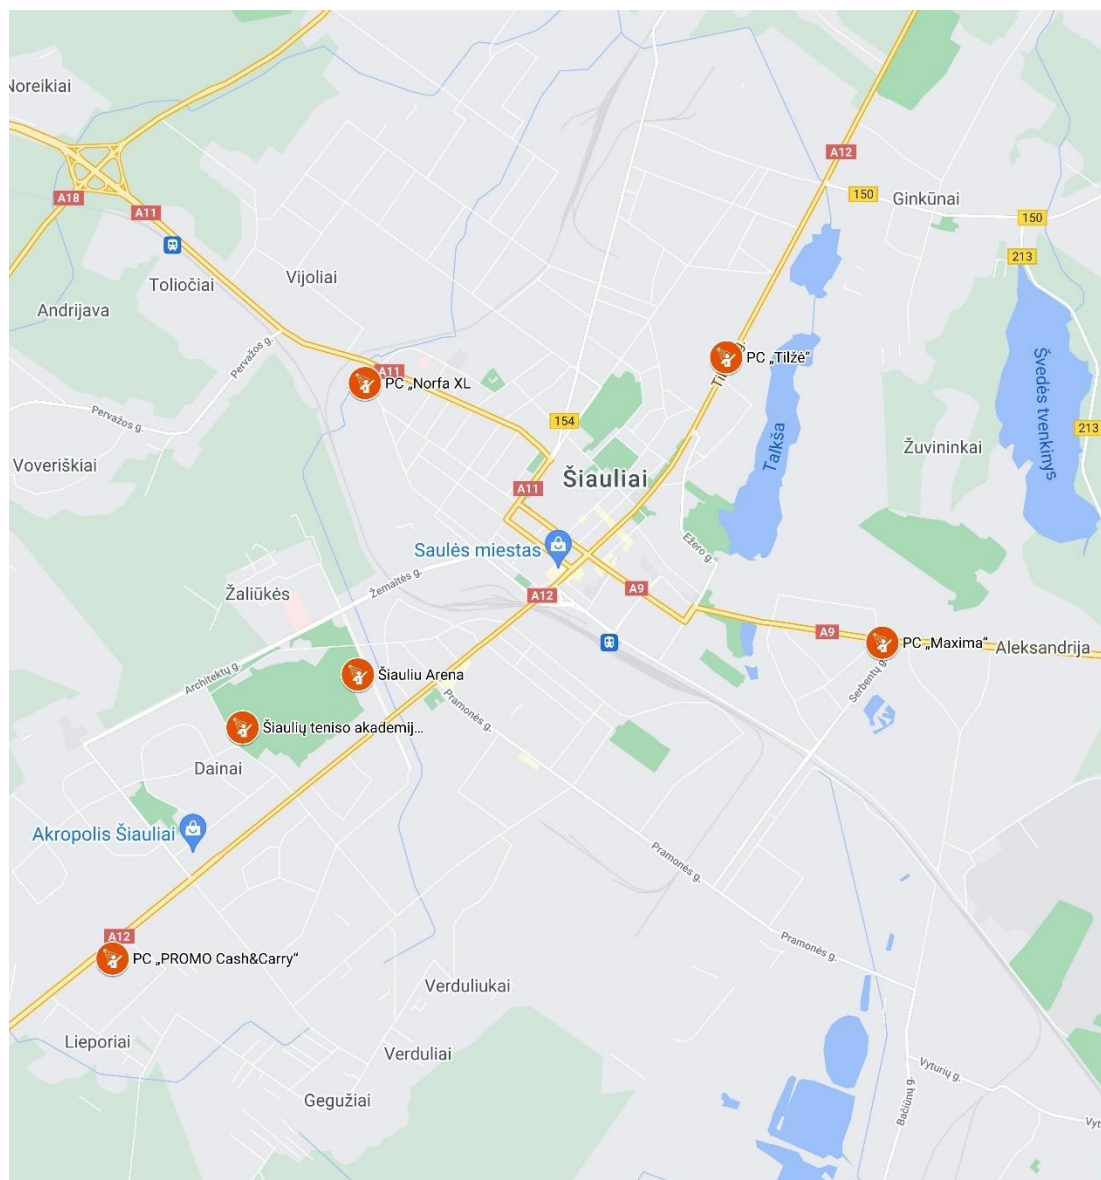 Noreikiai
A12
A18
150
Ginkūnai
A11
150
213
Toliočiai
Vijoliai
Andrijava
Pervažos g.
PC „Tilžė“
A11
PC „Norfa XL
Švedės tvenkinys
Pervažos g.
154
213
Talkša
Žuvininkai
Voveriškiai
Šiauliai
A11
Saulės miestas
Ežero g.
Žemaitės g.
A9
Žaliūkės
A12
A9
PC „Maxima“
Aleksandrija
Architektų g.
Šiauliu Arena
Serbentų g.
Pramonės g.
Šiaulių teniso akademij...
Dainai
Akropolis Šiauliai
Pramonės g.
A12
PC „PROMO Cash&Carry“
Pramonės g.
Verduliukai
Lieporiai
Verduliai
Vyturių g.
Gegužiai
Bačiūnų g.